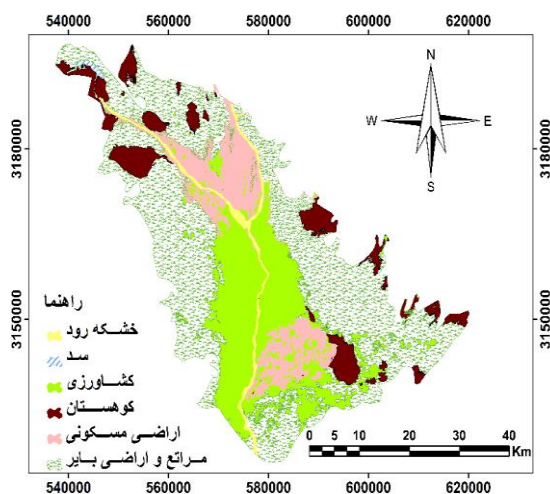 540000 560000 580000 600000 620000
N
W E
S
3180000 3180000
3150000 3150000
راهنما
خشکه رود
سد
کشاورزی
کوهستان
اراضی مسکونی
مراتع و اراضی بایر
0 5 10 20 30 40
Km
540000 560000 580000 600000 620000